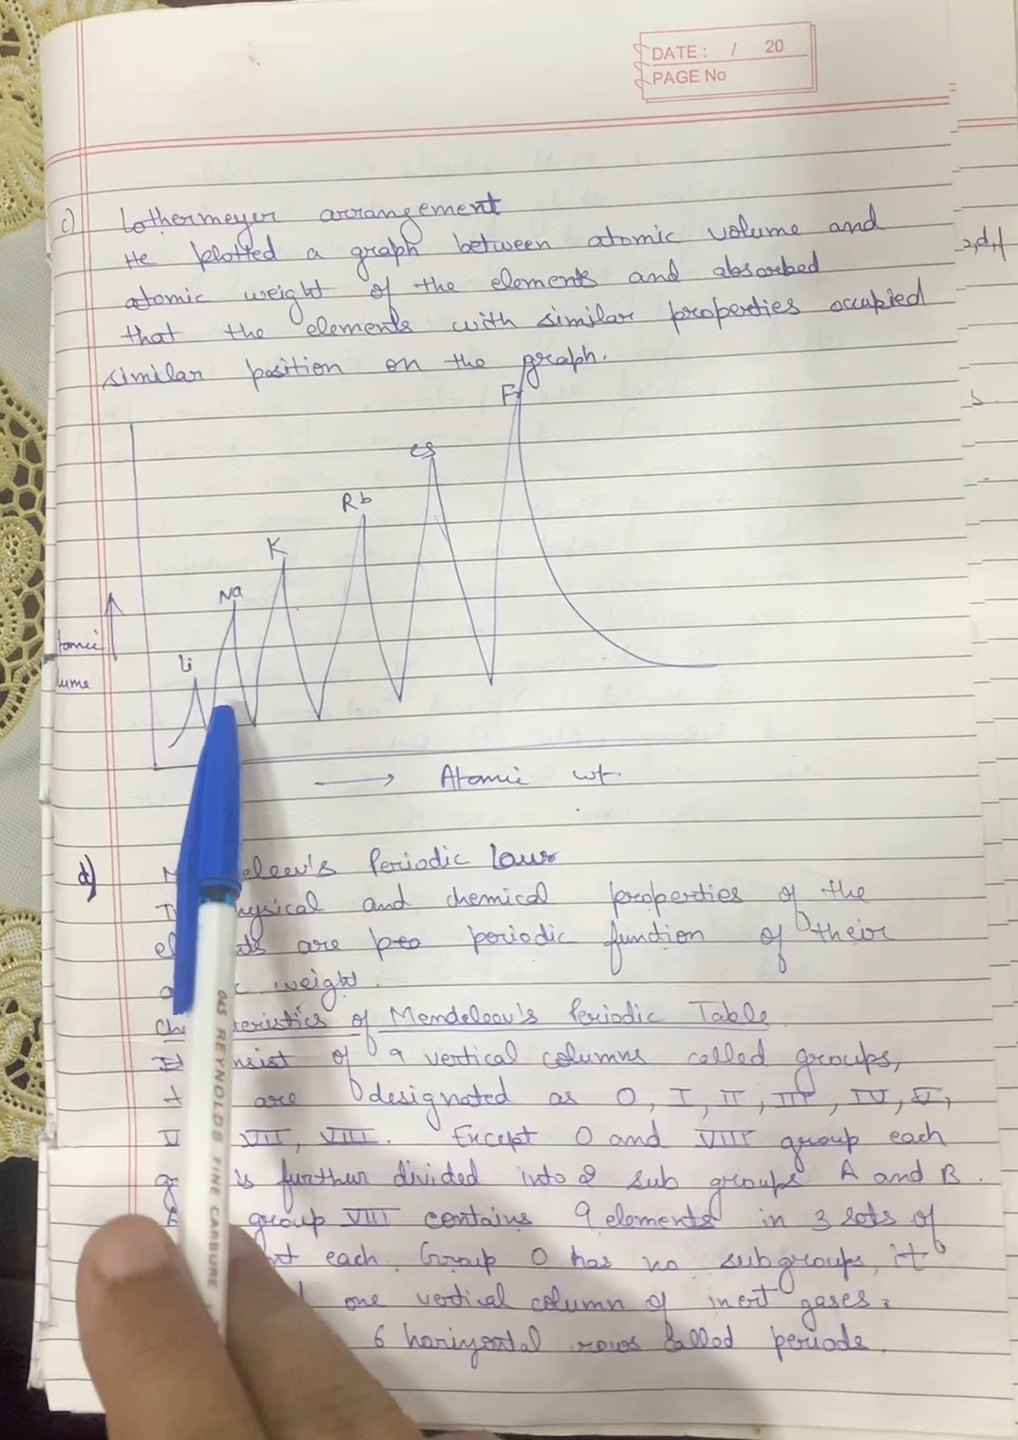 DATE: / 20
PAGE No
c) Lothermeyer arrangement
He plotted a graph between atomic volume and
atomic weight of the elements and absorbed
that the elements with similar properties occupied
similar position on the graph.
Fr
Cs
Rb
K
Na
Li
tomic
lume
Atomic wt.
d) eleev's Periodic Law
hysical and chemical properties of the
are pro periodic function of their
c weight.
eristics of Mendeleev's Periodic Table
nsist of 9 vertical columns called groups,
are designated as O, I, II, III, IV, V,
VII, VIII. Except O and VIII group each
is further divided into 2 sub groups A and B.
group VIII contains 9 elements in 3 sets of
each. Group O has no subgroups, it
one vertical column of inert gases.
6 horizontal rows called periods.
045 REYNOLDS FINE CARBURE